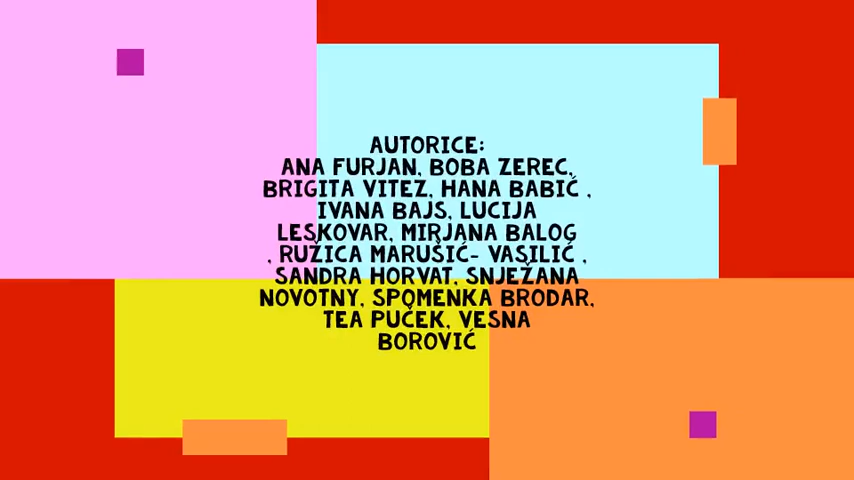 AUTORICE:
ANA FURJAN, BOBA ZEREC,
BRIGITA VITEZ, HANA BABIĆ ,
IVANA BAJS, LUCIJA
LESKOVAR, MIRJANA BALOG
, RUŽICA MARUŠIĆ- VASILIĆ ,
SANDRA HORVAT, SNJEŽANA
NOVOTNY, SPOMENKA BRODAR,
TEA PUČEK, VESNA
BOROVIĆ